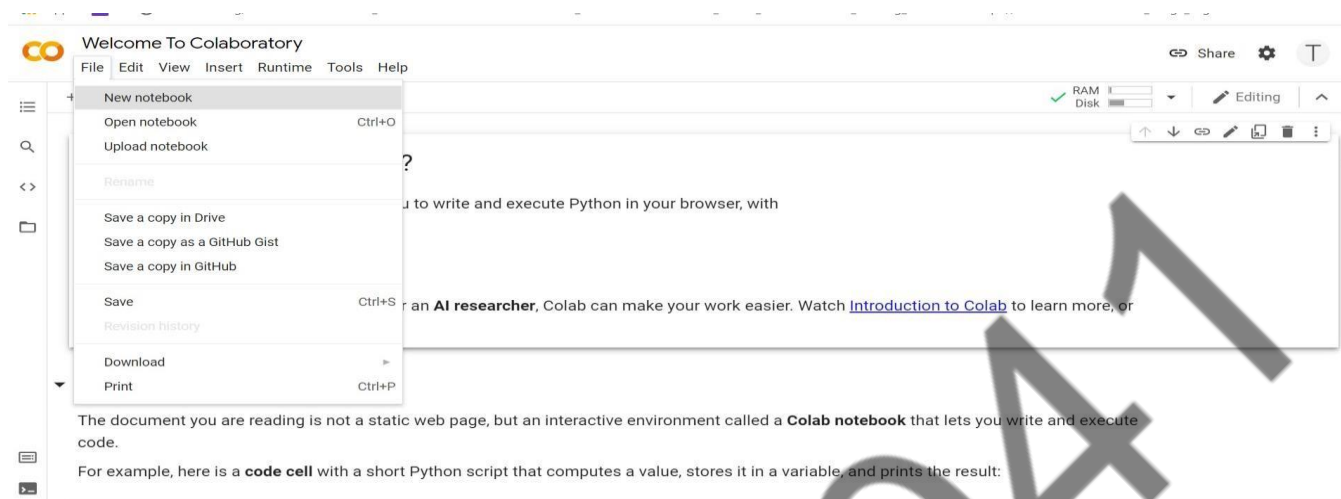 Welcome To Colaboratory
Share
T
File Edit View Insert Runtime Tools Help
New notebook
RAM
Disk
Editing
Open notebook Ctrl+O
Upload notebook
?
Rename
u to write and execute Python in your browser, with
Save a copy in Drive
Save a copy as a GitHub Gist
Save a copy in GitHub
Save Ctrl+S
r an AI researcher, Colab can make your work easier. Watch Introduction to Colab to learn more, or
Revision history
Download
Print Ctrl+P
The document you are reading is not a static web page, but an interactive environment called a Colab notebook that lets you write and execute
code.
For example, here is a code cell with a short Python script that computes a value, stores it in a variable, and prints the result:
41